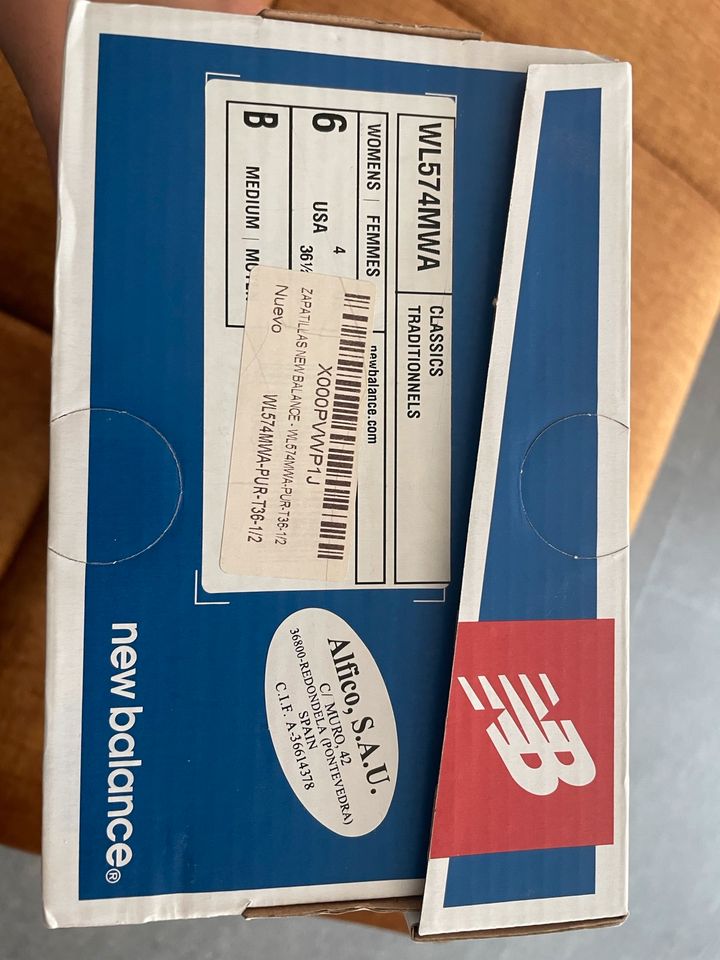 WL574MWA
CLASSICS
TRADITIONNELS
WOMENS | FEMMES
newbalance.com
6
USA
4
36½
B
MEDIUM
X000PVWP1J
ZAPATILLAS NEW BALANCE - WL574MWA-PUR-T36-1/2
Nuevo
WL574MWA-PUR-T36-1/2
NB
Alfico, S.A.U.
C/ MURO, 42
36800-REDONDELA (PONTEVEDRA)
SPAIN
C.I.F. A-36614378
new balance®